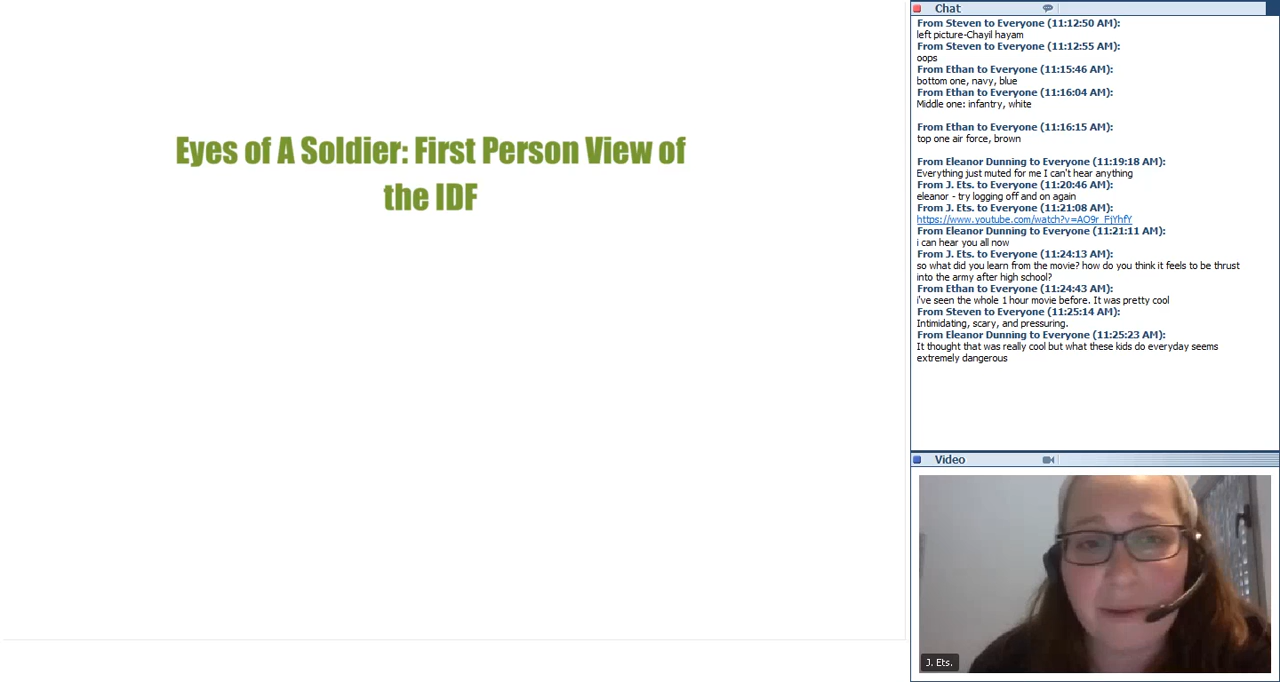 Eyes of A Soldier: First Person View of
the IDF
Chat
From Steven to Everyone (11:12:50 AM):
left picture-Chayil hayam
From Steven to Everyone (11:12:55 AM):
oops
From Ethan to Everyone (11:15:46 AM):
bottom one, navy, blue
From Ethan to Everyone (11:16:04 AM):
Middle one: infantry, white
From Ethan to Everyone (11:16:15 AM):
top one air force, brown
From Eleanor Dunning to Everyone (11:19:18 AM):
Everything just muted for me I can't hear anything
From J. Ets. to Everyone (11:20:46 AM):
eleanor - try logging off and on again
From J. Ets. to Everyone (11:21:08 AM):
https://www.youtube.com/watch?v=AO9r_FjYhfY
From Eleanor Dunning to Everyone (11:21:11 AM):
i can hear you all now
From J. Ets. to Everyone (11:24:13 AM):
so what did you learn from the movie? how do you think it feels to be thrust
into the army after high school?
From Ethan to Everyone (11:24:43 AM):
i've seen the whole 1 hour movie before. It was pretty cool
From Steven to Everyone (11:25:14 AM):
Intimidating, scary, and pressuring.
From Eleanor Dunning to Everyone (11:25:23 AM):
It thought that was really cool but what these kids do everyday seems
extremely dangerous
Video
J. Ets.